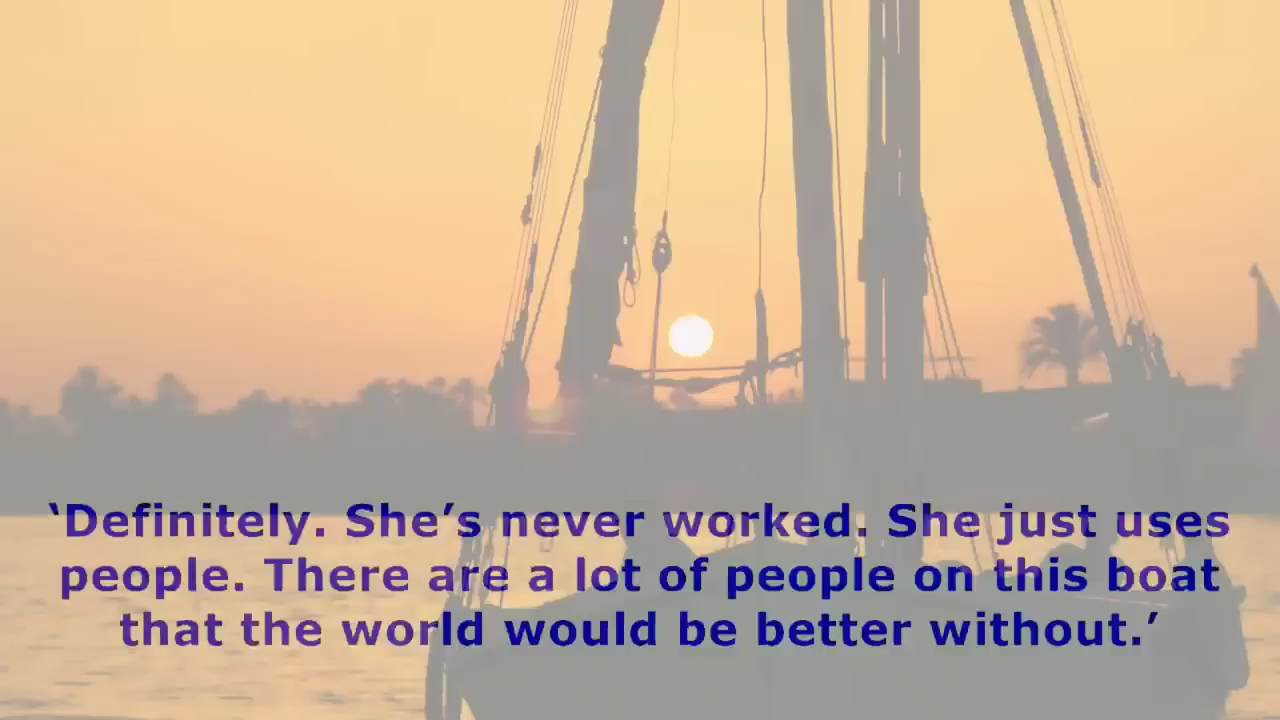 ‘Definitely. She’s never worked. She just uses
people. There are a lot of people on this boat
that the world would be better without.’